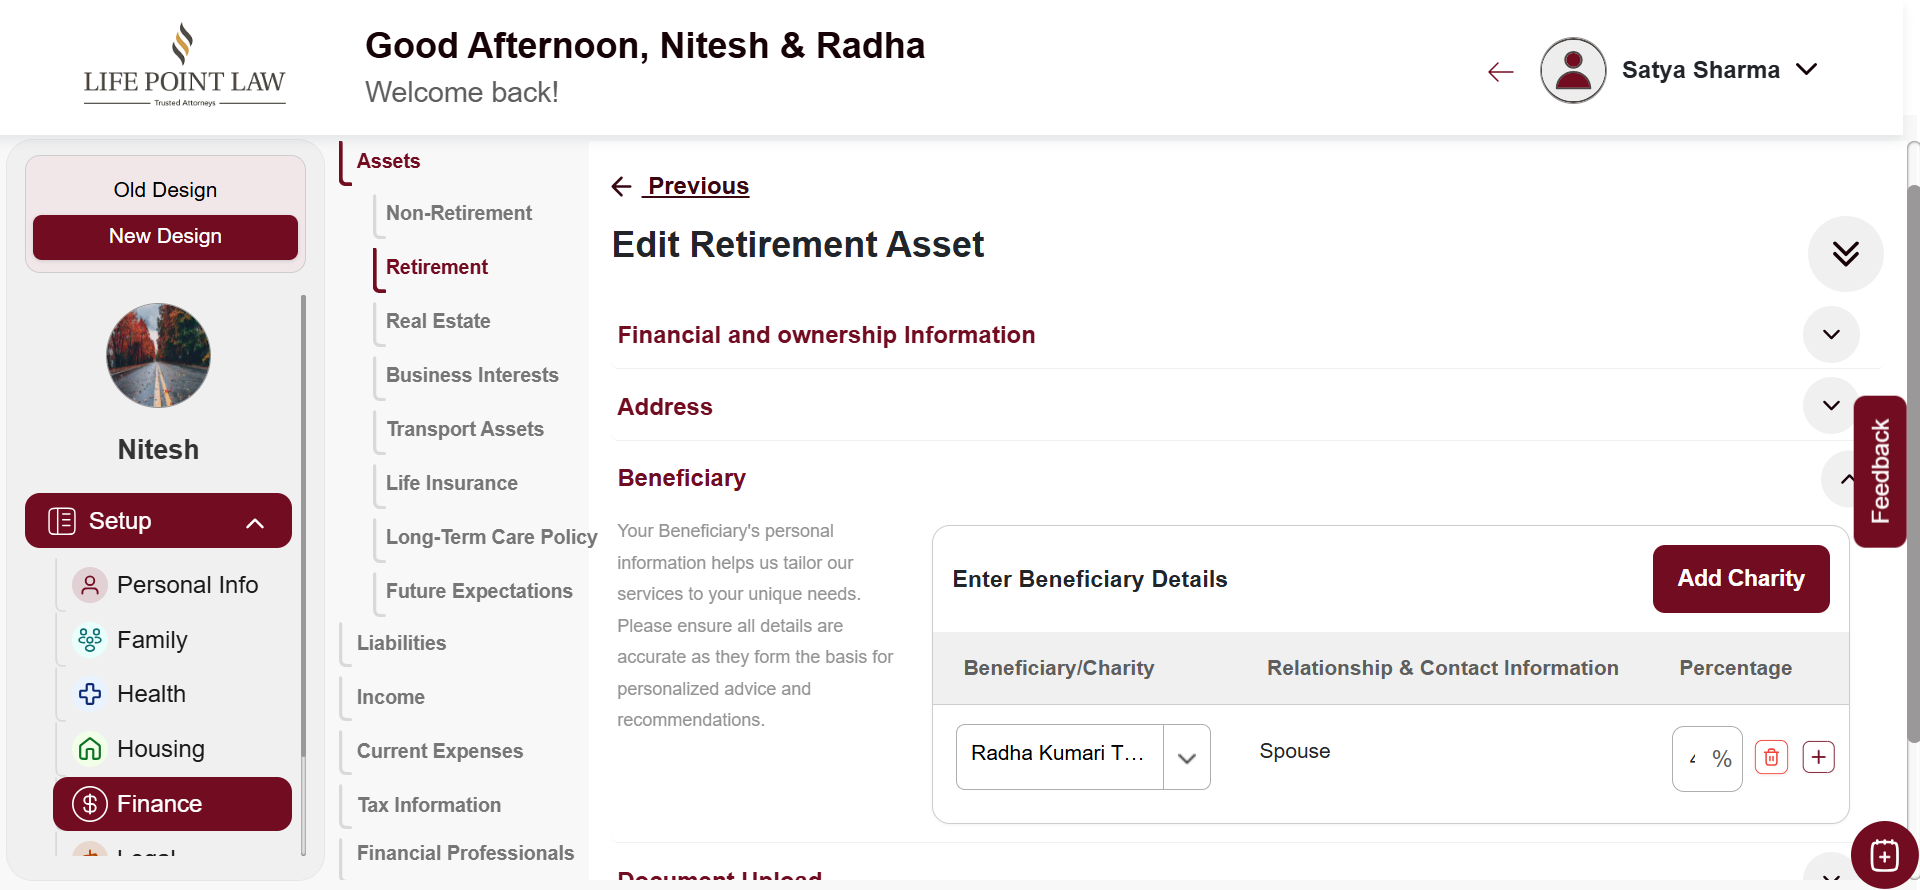 LIFE POINT LAW
Trusted Attorneys
Good Afternoon, Nitesh & Radha
Welcome back!
Satya Sharma
Old Design
New Design
Nitesh
Setup
Personal Info
Family
Health
Housing
Finance
Legal
Assets
Non-Retirement
Retirement
Real Estate
Business Interests
Transport Assets
Life Insurance
Long-Term Care Policy
Future Expectations
Liabilities
Income
Current Expenses
Tax Information
Financial Professionals
Previous
Edit Retirement Asset
Financial and ownership Information
Address
Beneficiary
Your Beneficiary's personal
information helps us tailor our
services to your unique needs.
Please ensure all details are
accurate as they form the basis for
personalized advice and
recommendations.
Enter Beneficiary Details
Add Charity
Beneficiary/Charity
Relationship & Contact Information
Percentage
Radha Kumari T...
Spouse
%
Document Upload
Feedback